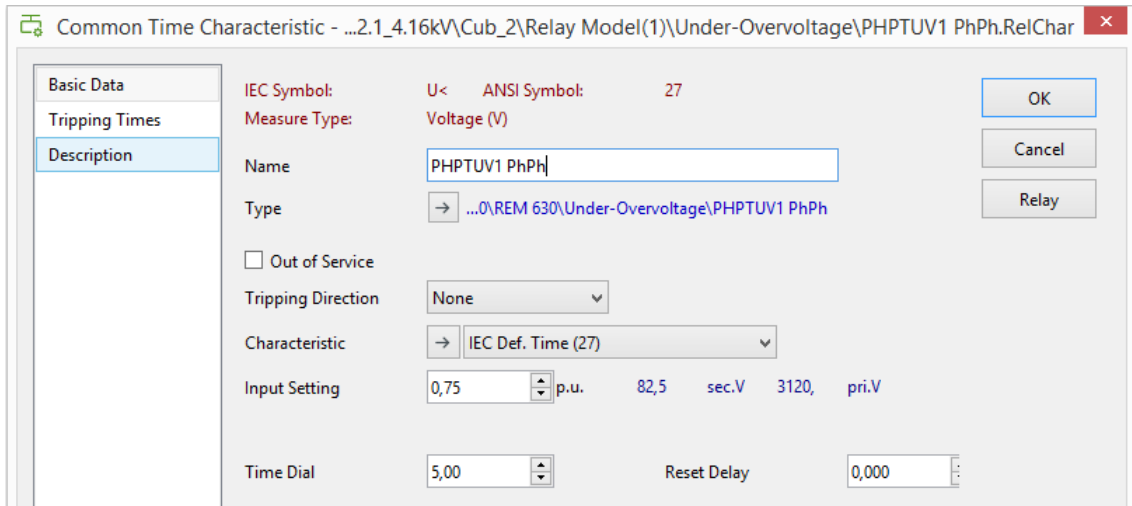 Common Time Characteristic - ...2.1_4.16kV\Cub_2\Relay Model(1)\Under-Overvoltage\PHPTUV1 PhPh.RelChar
Basic Data
Tripping Times
Description
IEC Symbol: U< ANSI Symbol: 27
Measure Type: Voltage (V)
Name PHPTUV1 PhPh
Type → ...0\REM 630\Under-Overvoltage\PHPTUV1 PhPh
Out of Service
Tripping Direction None
Characteristic → IEC Def. Time (27)
Input Setting 0,75 p.u. 82,5 sec.V 3120, pri.V
Time Dial 5,00 Reset Delay 0,000
OK
Cancel
Relay